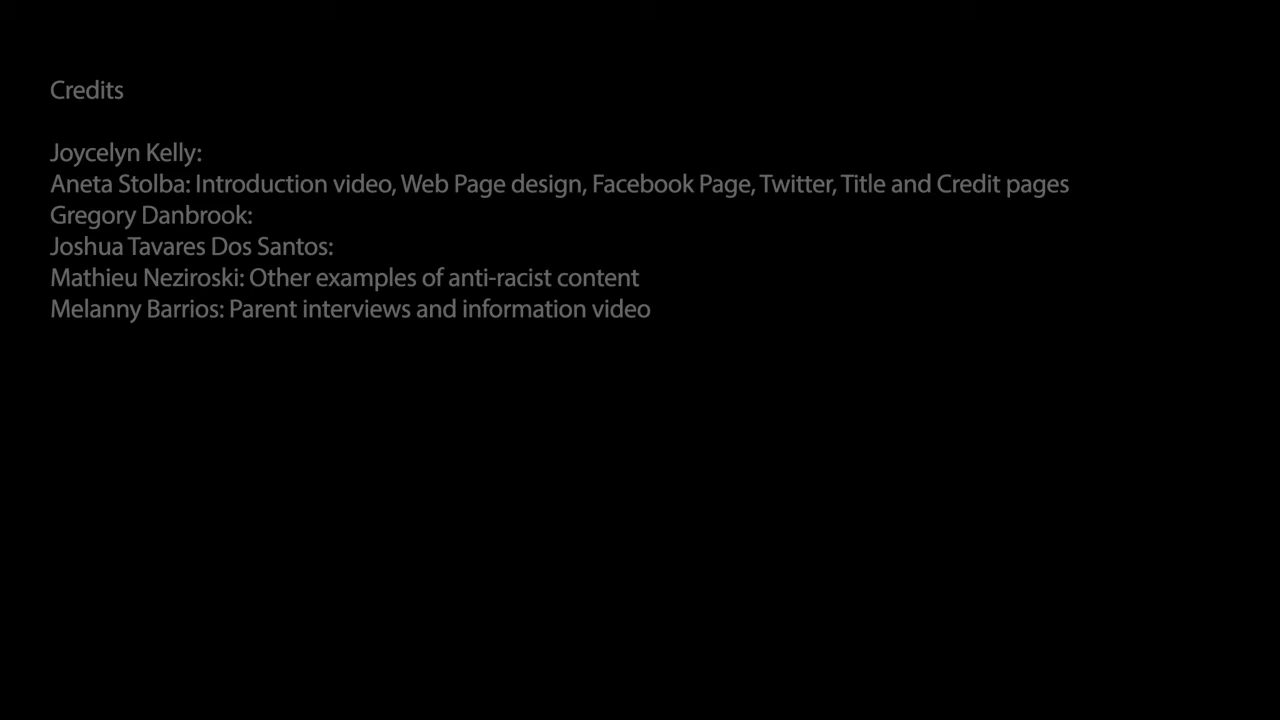 Credits
Joycelyn Kelly:
Aneta Stolba: Introduction video, Web Page design, Facebook Page, Twitter, Title and Credit pages
Gregory Danbrook:
Joshua Tavares Dos Santos:
Mathieu Neziroski: Other examples of anti-racist content
Melanny Barrios: Parent interviews and information video